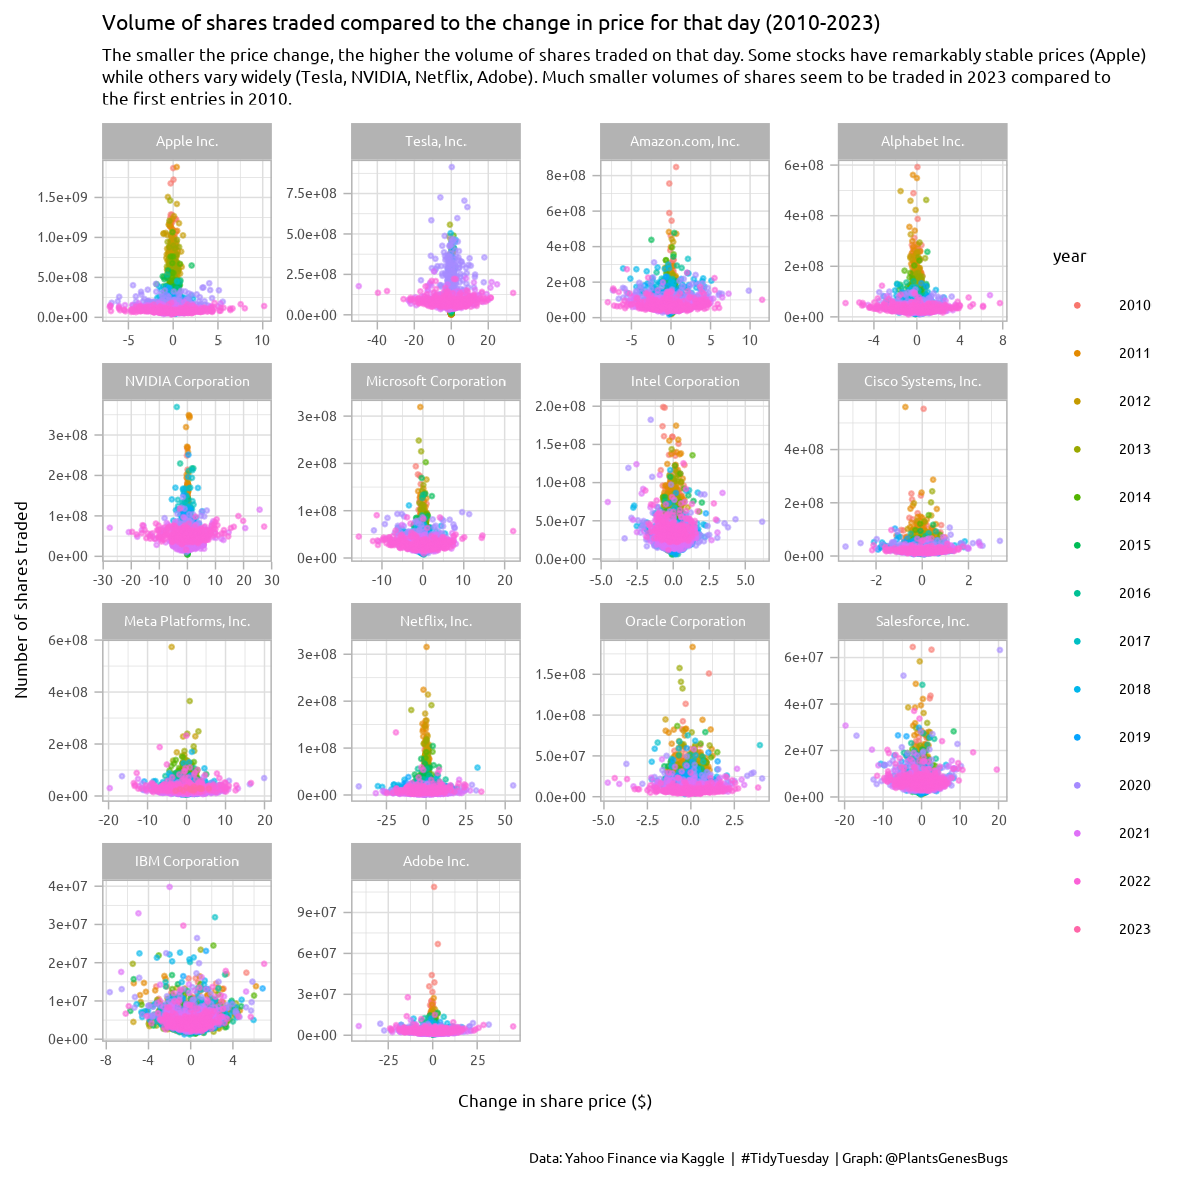 Volume of shares traded compared to the change in price for that day (2010-2023)
The smaller the price change, the higher the volume of shares traded on that day. Some stocks have remarkably stable prices (Apple)
while others vary widely (Tesla, NVIDIA, Netflix, Adobe). Much smaller volumes of shares seem to be traded in 2023 compared to
the first entries in 2010.
Number of shares traded
Apple Inc.
1.5e+09
1.0e+09
5.0e+08
0.0e+00
-5 0 5 10
Tesla, Inc.
7.5e+08
5.0e+08
2.5e+08
0.0e+00
-40 -20 0 20
Amazon.com, Inc.
8e+08
6e+08
4e+08
2e+08
0e+00
-5 0 5 10
Alphabet Inc.
6e+08
4e+08
2e+08
0e+00
-4 0 4 8
NVIDIA Corporation
3e+08
2e+08
1e+08
0e+00
-30 -20 -10 0 10 20 30
Microsoft Corporation
3e+08
2e+08
1e+08
0e+00
-10 0 10 20
Intel Corporation
2.0e+08
1.5e+08
1.0e+08
5.0e+07
0.0e+00
-5.0 -2.5 0.0 2.5 5.0
Cisco Systems, Inc.
4e+08
2e+08
0e+00
-2 0 2
Meta Platforms, Inc.
6e+08
4e+08
2e+08
0e+00
-20 -10 0 10 20
Netflix, Inc.
3e+08
2e+08
1e+08
0e+00
-25 0 25 50
Oracle Corporation
1.5e+08
1.0e+08
5.0e+07
0.0e+00
-5.0 -2.5 0.0 2.5
Salesforce, Inc.
6e+07
4e+07
2e+07
0e+00
-20 -10 0 10 20
IBM Corporation
4e+07
3e+07
2e+07
1e+07
0e+00
-8 -4 0 4
Adobe Inc.
9e+07
6e+07
3e+07
0e+00
-25 0 25
Change in share price ($)
year
2010
2011
2012
2013
2014
2015
2016
2017
2018
2019
2020
2021
2022
2023
Data: Yahoo Finance via Kaggle | #TidyTuesday | Graph: @PlantsGenesBugs